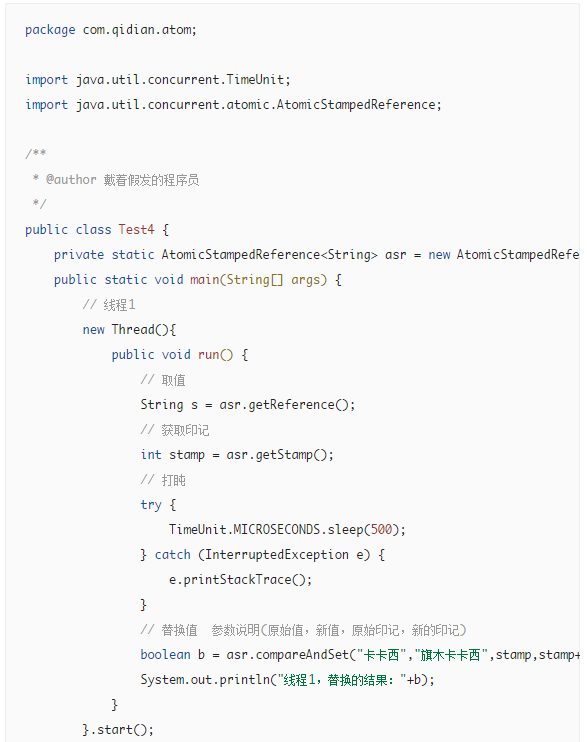 package com.qidian.atom;
import java.util.concurrent.TimeUnit;
import java.util.concurrent.atomic.AtomicStampedReference;
/**
 * @author 戴着假发的程序员
 */
public class Test4 {
    private static AtomicStampedReference<String> asr = new AtomicStampedRefe
    public static void main(String[] args) {
        // 线程1
        new Thread(){
            public void run() {
                // 取值
                String s = asr.getReference();
                // 获取印记
                int stamp = asr.getStamp();
                // 打盹
                try {
                    TimeUnit.MICROSECONDS.sleep(500);
                } catch (InterruptedException e) {
                    e.printStackTrace();
                }
                // 替换值  参数说明(原始值，新值，原始印记，新的印记)
                boolean b = asr.compareAndSet("卡卡西","旗木卡卡西",stamp,stamp+
                System.out.println("线程1，替换的结果："+b);
            }
        }.start();